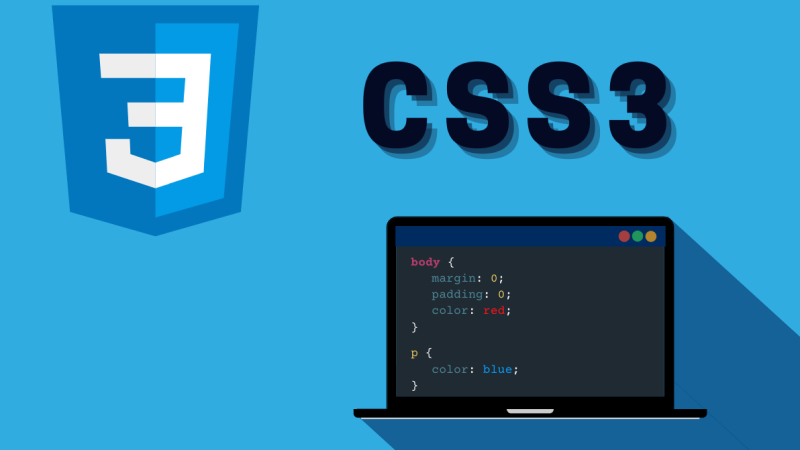 3
CSS3
body {
margin: 0;
padding: 0;
color: red;
}
p {
color: blue;
}